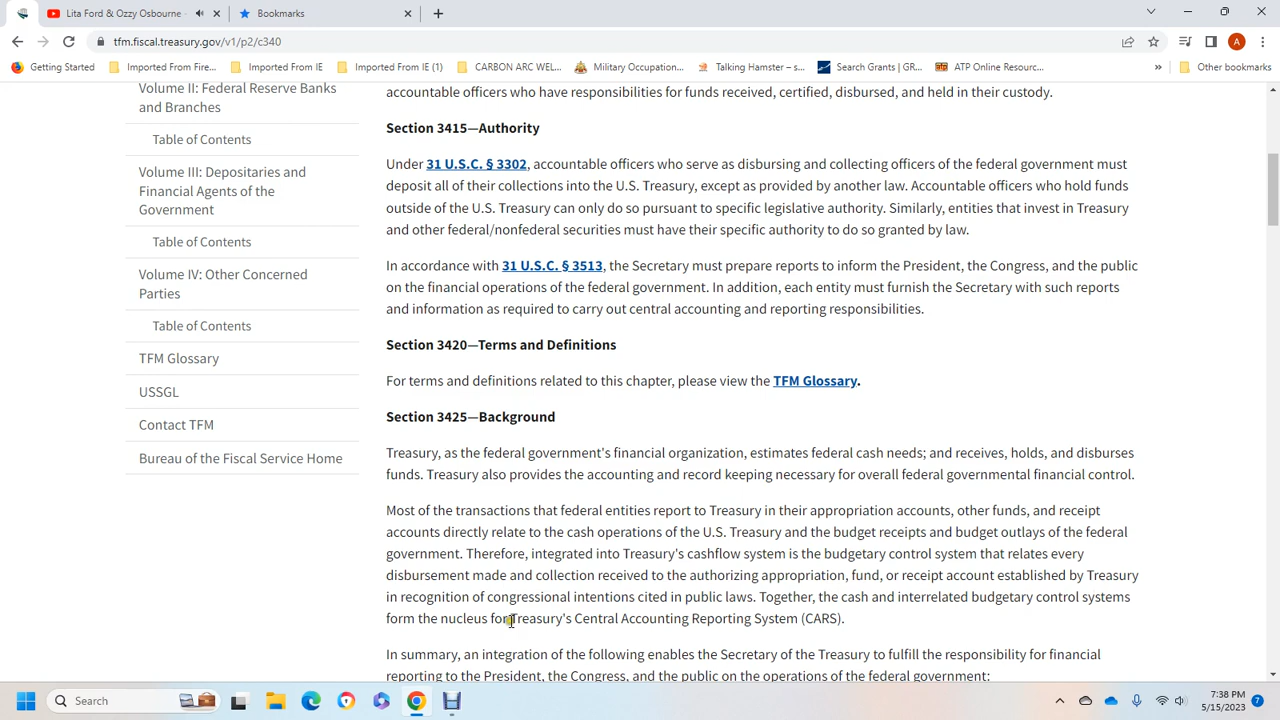 Lita Ford & Ozzy Osbourne -
Bookmarks
tfm.fiscal.treasury.gov/v1/p2/c340
A
Getting Started
Imported From Fire...
Imported From IE
Imported From IE (1)
CARBON ARC WEL...
Military Occupation...
Talking Hamster – s...
Search Grants | GR...
ATP Online Resourc...
»
Other bookmarks
Volume II: Federal Reserve Banks
and Branches
Table of Contents
Volume III: Depositaries and
Financial Agents of the
Government
Table of Contents
Volume IV: Other Concerned
Parties
Table of Contents
TFM Glossary
USSGL
Contact TFM
Bureau of the Fiscal Service Home
accountable officers who have responsibilities for funds received, certified, disbursed, and held in their custody.
Section 3415—Authority
Under 31 U.S.C. § 3302, accountable officers who serve as disbursing and collecting officers of the federal government must
deposit all of their collections into the U.S. Treasury, except as provided by another law. Accountable officers who hold funds
outside of the U.S. Treasury can only do so pursuant to specific legislative authority. Similarly, entities that invest in Treasury
and other federal/nonfederal securities must have their specific authority to do so granted by law.
In accordance with 31 U.S.C. § 3513, the Secretary must prepare reports to inform the President, the Congress, and the public
on the financial operations of the federal government. In addition, each entity must furnish the Secretary with such reports
and information as required to carry out central accounting and reporting responsibilities.
Section 3420—Terms and Definitions
For terms and definitions related to this chapter, please view the TFM Glossary.
Section 3425—Background
Treasury, as the federal government's financial organization, estimates federal cash needs; and receives, holds, and disburses
funds. Treasury also provides the accounting and record keeping necessary for overall federal governmental financial control.
Most of the transactions that federal entities report to Treasury in their appropriation accounts, other funds, and receipt
accounts directly relate to the cash operations of the U.S. Treasury and the budget receipts and budget outlays of the federal
government. Therefore, integrated into Treasury's cashflow system is the budgetary control system that relates every
disbursement made and collection received to the authorizing appropriation, fund, or receipt account established by Treasury
in recognition of congressional intentions cited in public laws. Together, the cash and interrelated budgetary control systems
form the nucleus for Treasury's Central Accounting Reporting System (CARS).
In summary, an integration of the following enables the Secretary of the Treasury to fulfill the responsibility for financial
reporting to the President, the Congress, and the public on the operations of the federal government:
Search
7:38 PM
5/15/2023
7